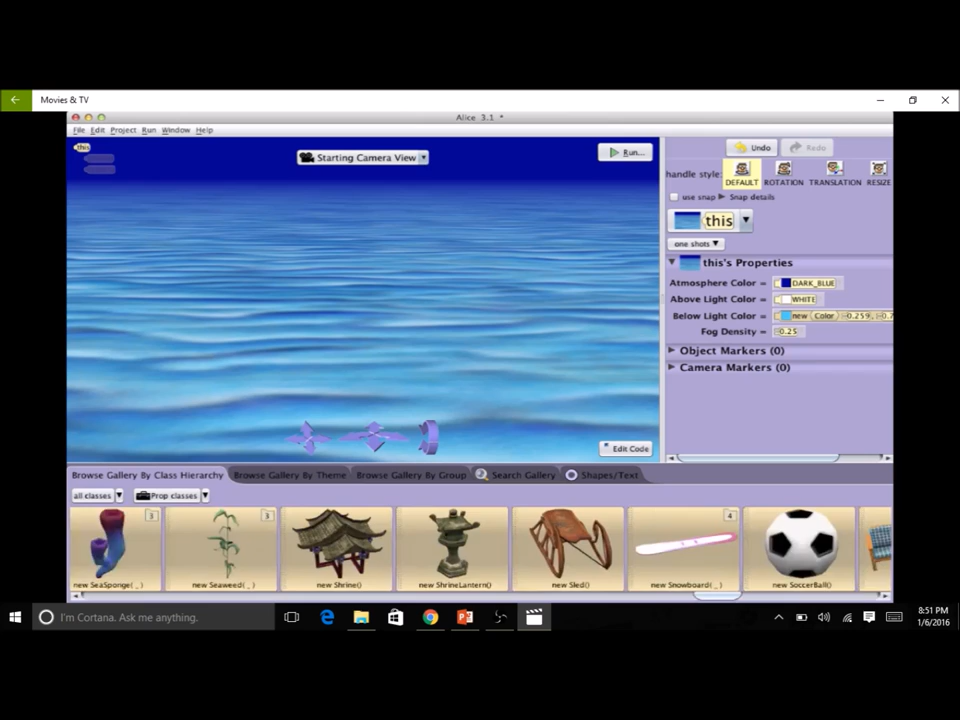 Movies & TV
Alice 3.1 *
File Edit Project Run Window Help
this
Starting Camera View
Run...
Undo
Redo
handle style:
DEFAULT
ROTATION
TRANSLATION
RESIZE
use snap
Snap details
this
one shots
this's Properties
Atmosphere Color = DARK_BLUE
Above Light Color = WHITE
Below Light Color = new Color
Fog Density = 0.25
Object Markers (0)
Camera Markers (0)
Edit Code
Browse Gallery By Class Hierarchy
Browse Gallery By Theme
Browse Gallery By Group
Search Gallery
Shapes/Text
all classes
Prop classes
3
3
4
new SeaSponge( _ )
new Seaweed( _ )
new Shrine()
new ShrineLantern()
new Sled()
new Snowboard( _ )
new SoccerBall()
I'm Cortana. Ask me anything.
8:51 PM
1/6/2016